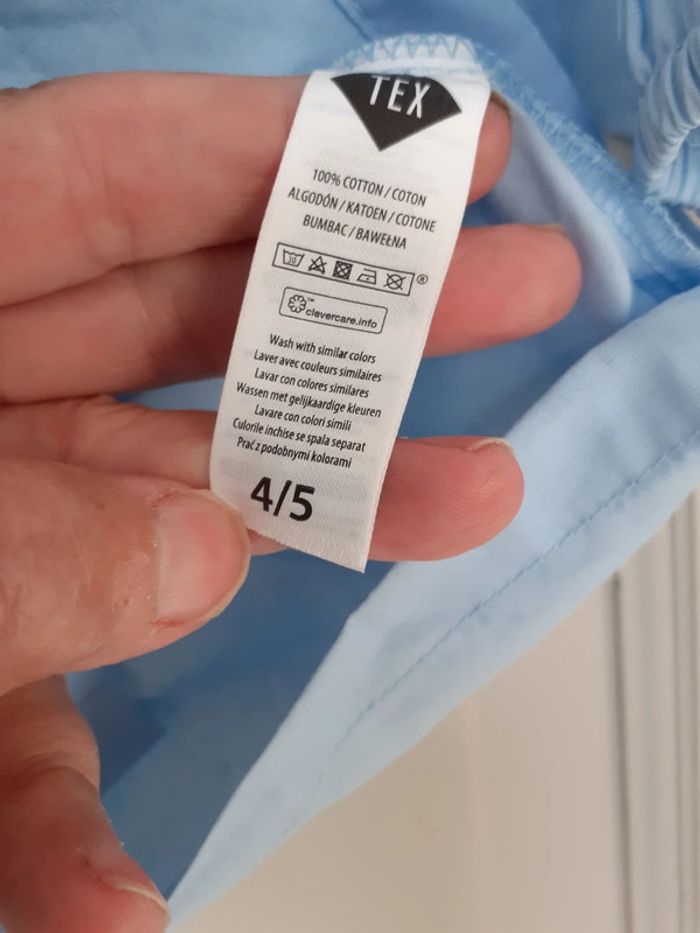 TEX
100% COTTON / COTON
ALGODÓN / KATOEN / COTONE
BUMBAC / BAWEŁNA
30
®
™
clevercare.info
Wash with similar colors
Laver avec couleurs similaires
Lavar con colores similares
Wassen met gelijkaardige kleuren
Lavare con colori simili
Culorile inchise se spala separat
Prać z podobnymi kolorami
4/5